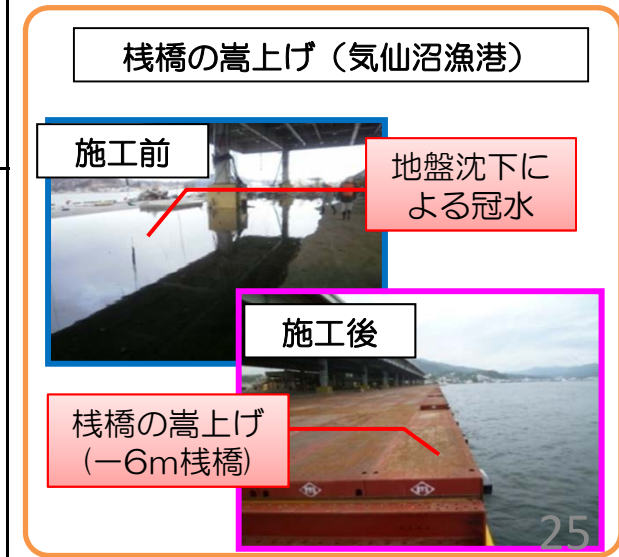 桟橋の嵩上げ（気仙沼漁港）
施工前
地盤沈下に
よる冠水
施工後
桟橋の嵩上げ
(－6m桟橋)
25